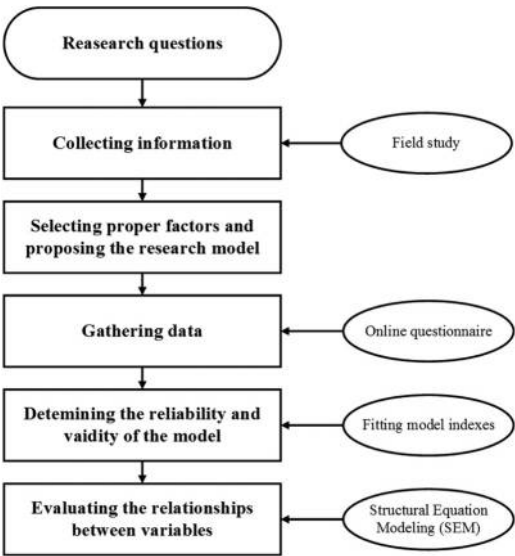 Reasearch questions
Collecting information
Field study
Selecting proper factors and
proposing the research model
Gathering data
Online questionnaire
Detemining the reliability and
vaidity of the model
Fitting model indexes
Evaluating the relationships
between variables
Structural Equation
Modeling (SEM)